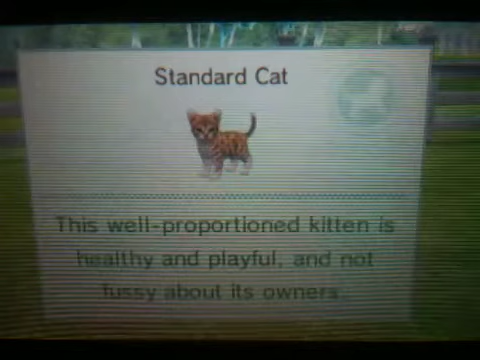 Standard Cat
This well-proportioned kitten is
healthy and playful, and not
fussy about its owners.